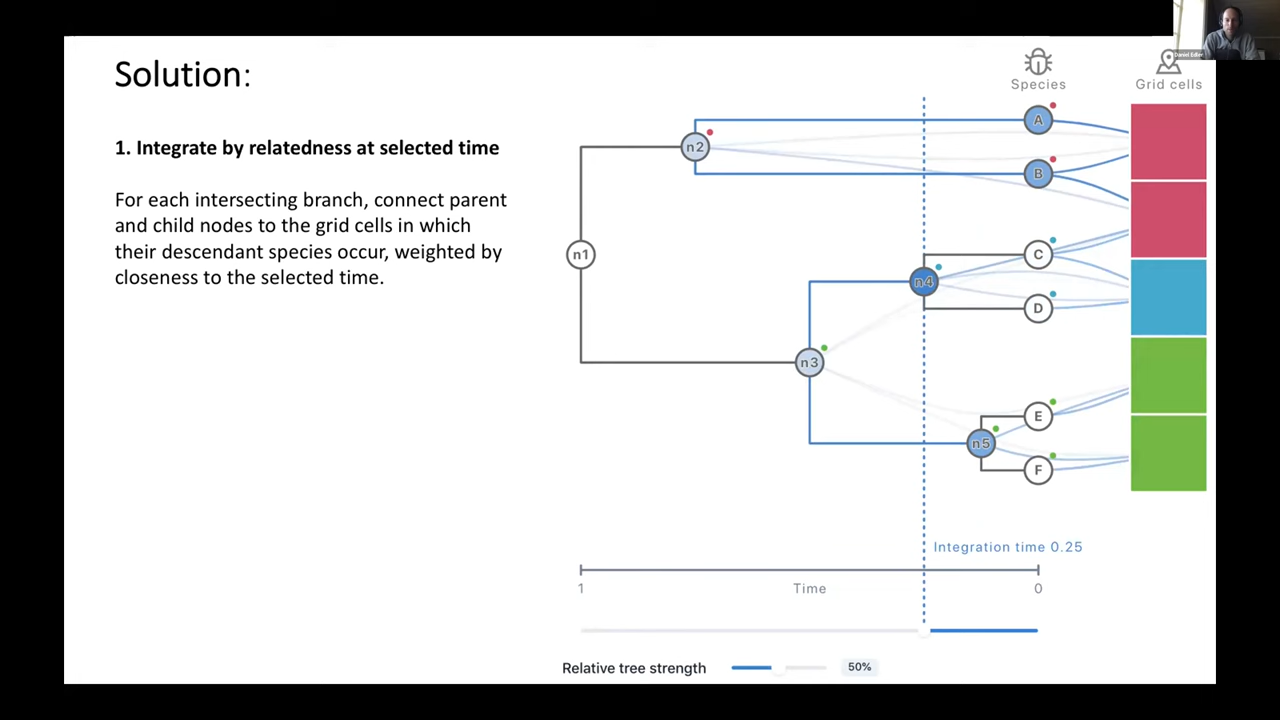 Solution:
1. Integrate by relatedness at selected time
For each intersecting branch, connect parent
and child nodes to the grid cells in which
their descendant species occur, weighted by
closeness to the selected time.
Daniel Edler
Species
Grid cells
A
n2
B
n1
C
n4
D
n3
E
n5
F
Integration time 0.25
1
Time
0
Relative tree strength
50%